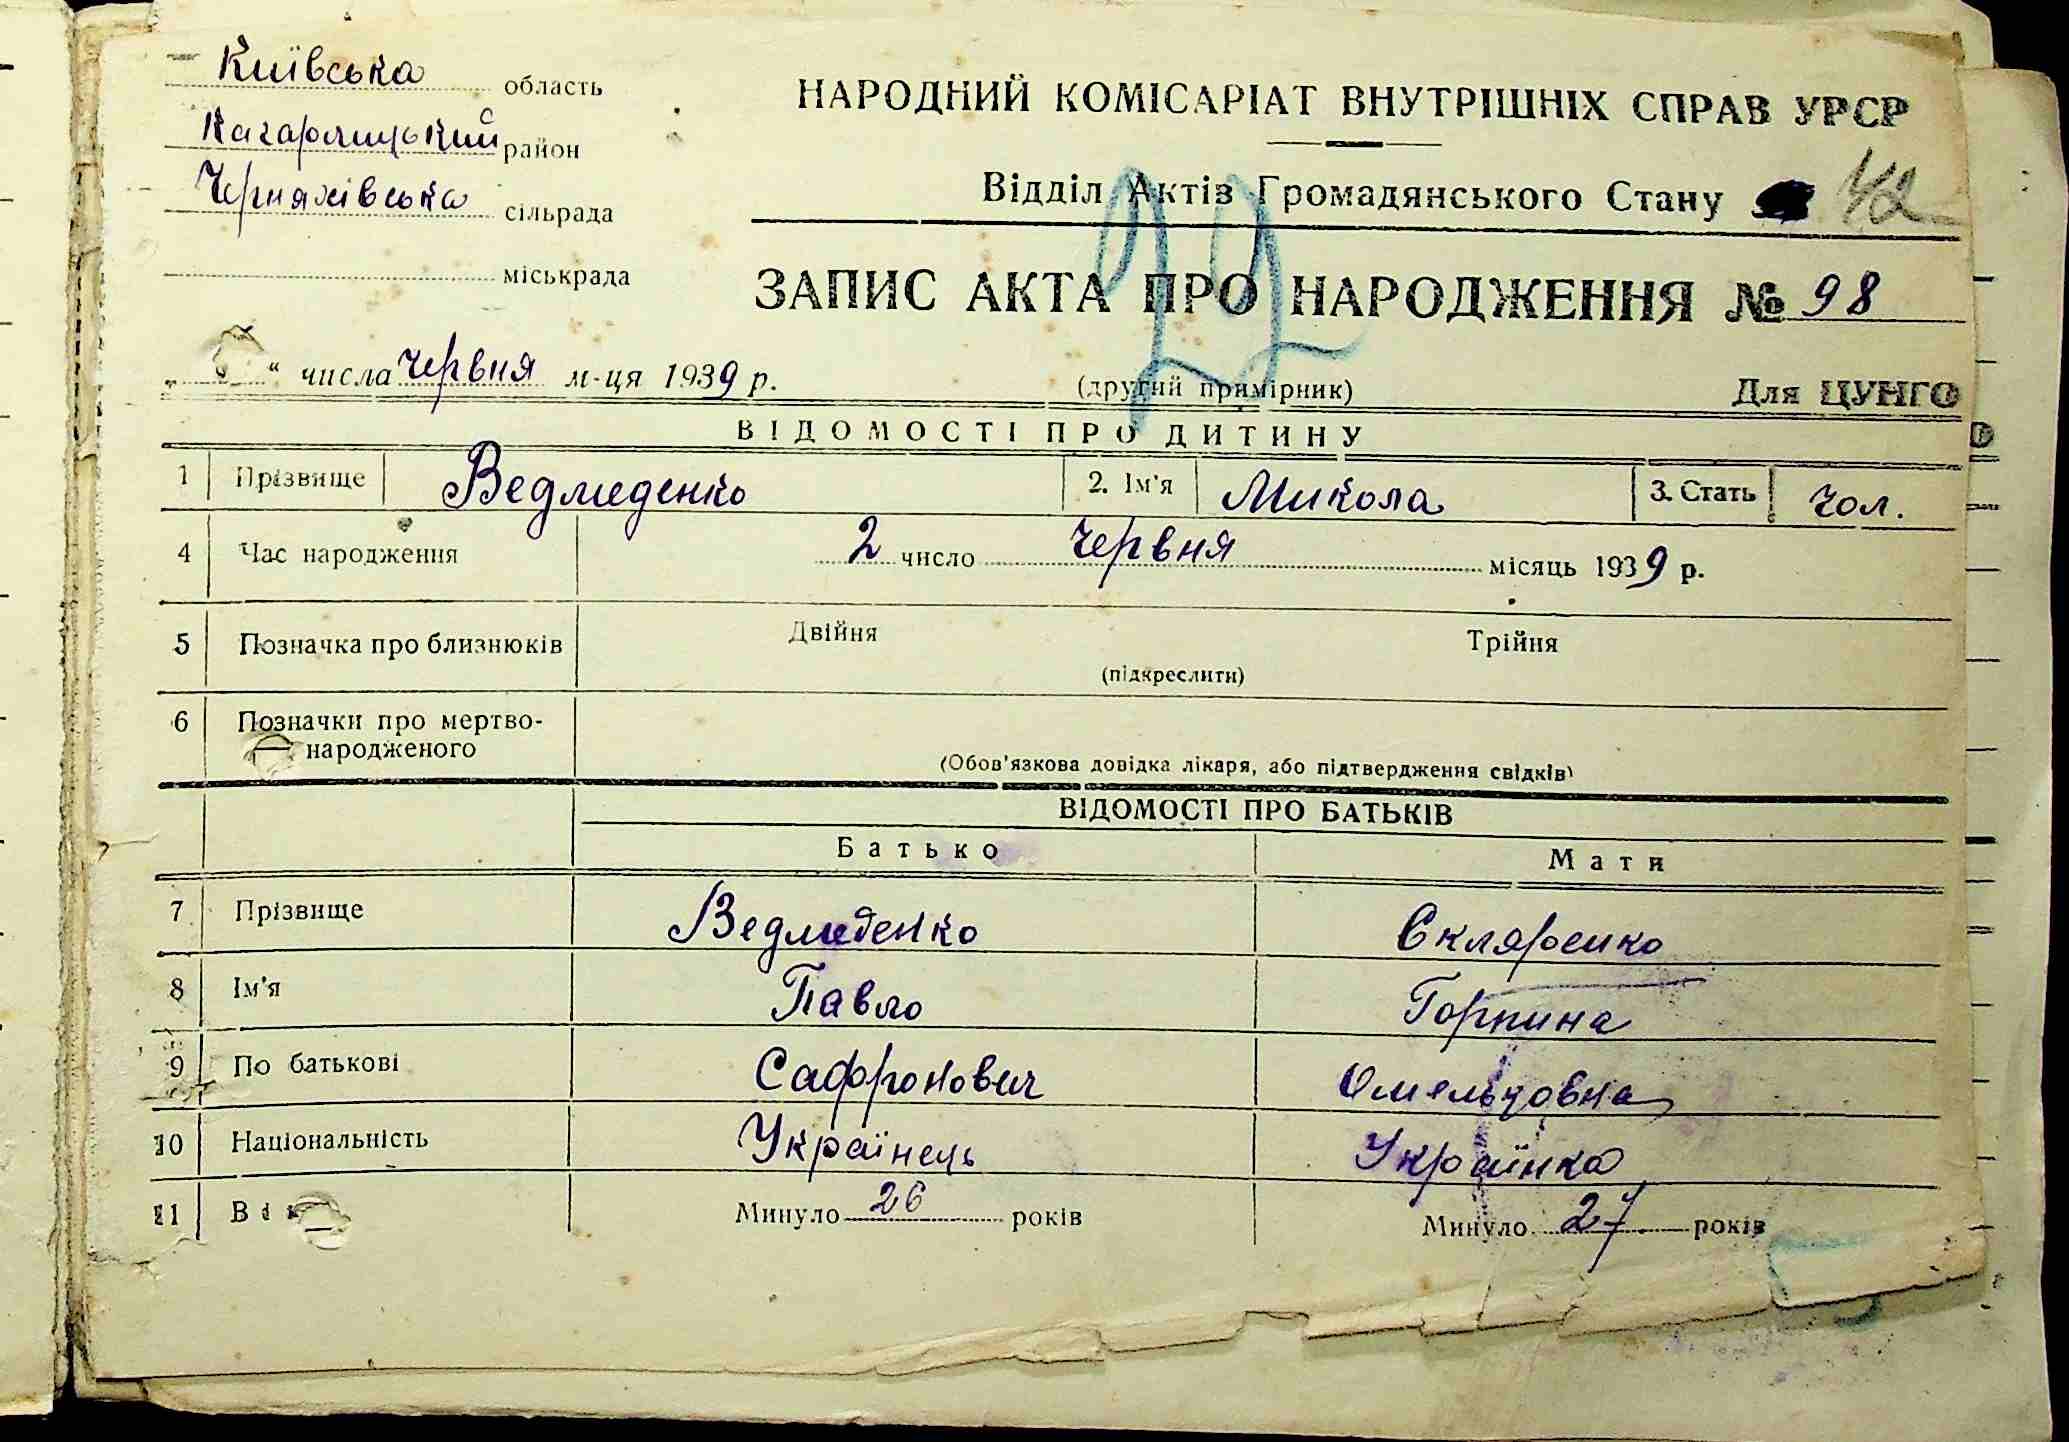 Київська область
Кагарлицький район
Черняхівська сільрада
міськрада
НАРОДНИЙ КОМІСАРІАТ ВНУТРІШНІХ СПРАВ УРСР
Відділ Актів Громадянського Стану 42
22
ЗАПИС АКТА ПРО НАРОДЖЕННЯ № 98
„ “ числа червня м-ця 1939 р.
(другий примірник)
Для ЦУНГО
ВІДОМОСТІ ПРО ДИТИНУ
1 Прізвище Ведмеденко 2. Ім'я Микола 3. Стать чол.
4 Час народження 2 число червня місяць 1939 р.
5 Позначка про близнюків Двійня Трійня
(підкреслити)
6 Позначки про мертво-
народженого
(Обов'язкова довідка лікаря, або підтвердження свідків)
ВІДОМОСТІ ПРО БАТЬКІВ
Батько Мати
7 Прізвище Ведмеденко Скляренко
8 Ім'я Павло Горпина
9 По батькові Сафронович Омельковна
10 Національність Українець Українка
11 Вік Минуло 26 років Минуло 27 років